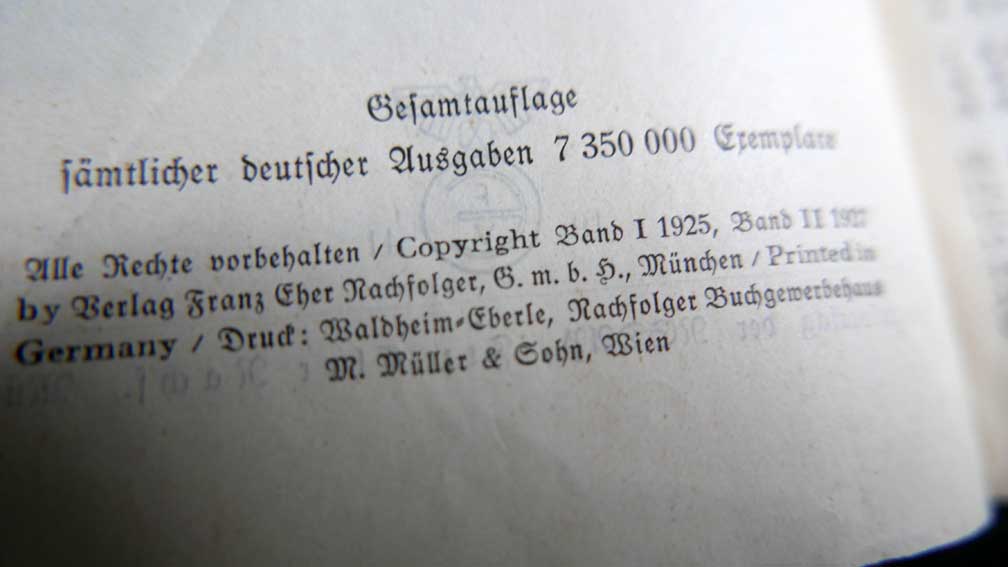 Gesamtauflage
sämtlicher deutscher Ausgaben 7 350 000 Exemplare
Alle Rechte vorbehalten / Copyright Band I 1925, Band II 1927
by Verlag Franz Eher Nachfolger, G. m. b. H., München / Printed in
Germany / Druck: Waldheim-Eberle, Nachfolger Buchgewerbehaus
M. Müller & Sohn, Wien